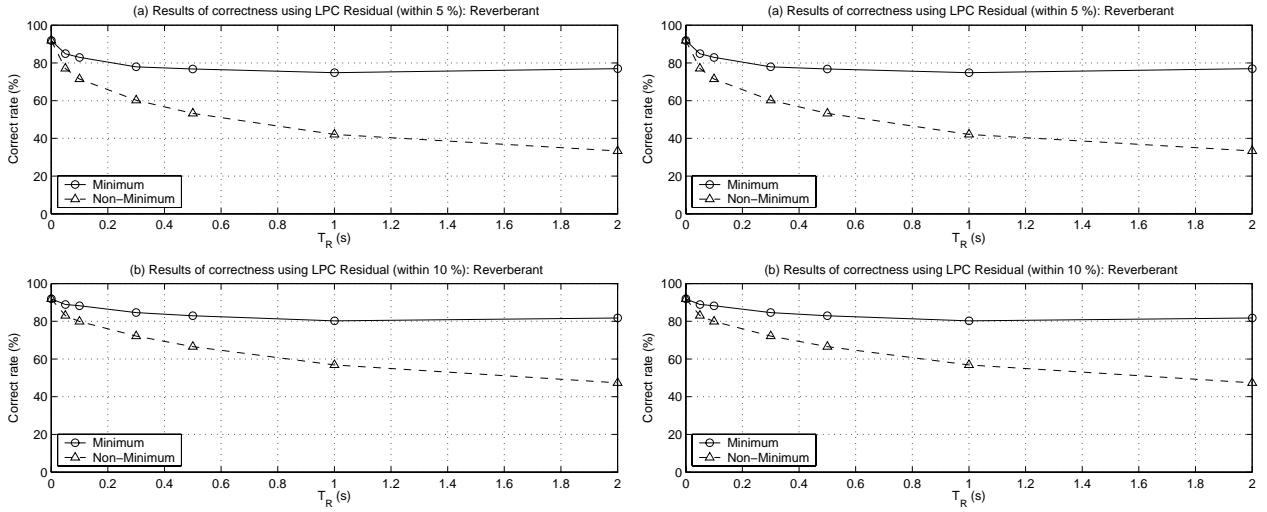 (a) Results of correctness using LPC Residual (within 5 %): Reverberant
100
80
60
40
20
0
Correct rate (%)
Minimum
Non−Minimum
0 0.2 0.4 0.6 0.8 1 1.2 1.4 1.6 1.8 2
T_R (s)
(b) Results of correctness using LPC Residual (within 10 %): Reverberant
100
80
60
40
20
0
Correct rate (%)
Minimum
Non−Minimum
0 0.2 0.4 0.6 0.8 1 1.2 1.4 1.6 1.8 2
T_R (s)
(a) Results of correctness using LPC Residual (within 5 %): Reverberant
100
80
60
40
20
0
Correct rate (%)
Minimum
Non−Minimum
0 0.2 0.4 0.6 0.8 1 1.2 1.4 1.6 1.8 2
T_R (s)
(b) Results of correctness using LPC Residual (within 10 %): Reverberant
100
80
60
40
20
0
Correct rate (%)
Minimum
Non−Minimum
0 0.2 0.4 0.6 0.8 1 1.2 1.4 1.6 1.8 2
T_R (s)